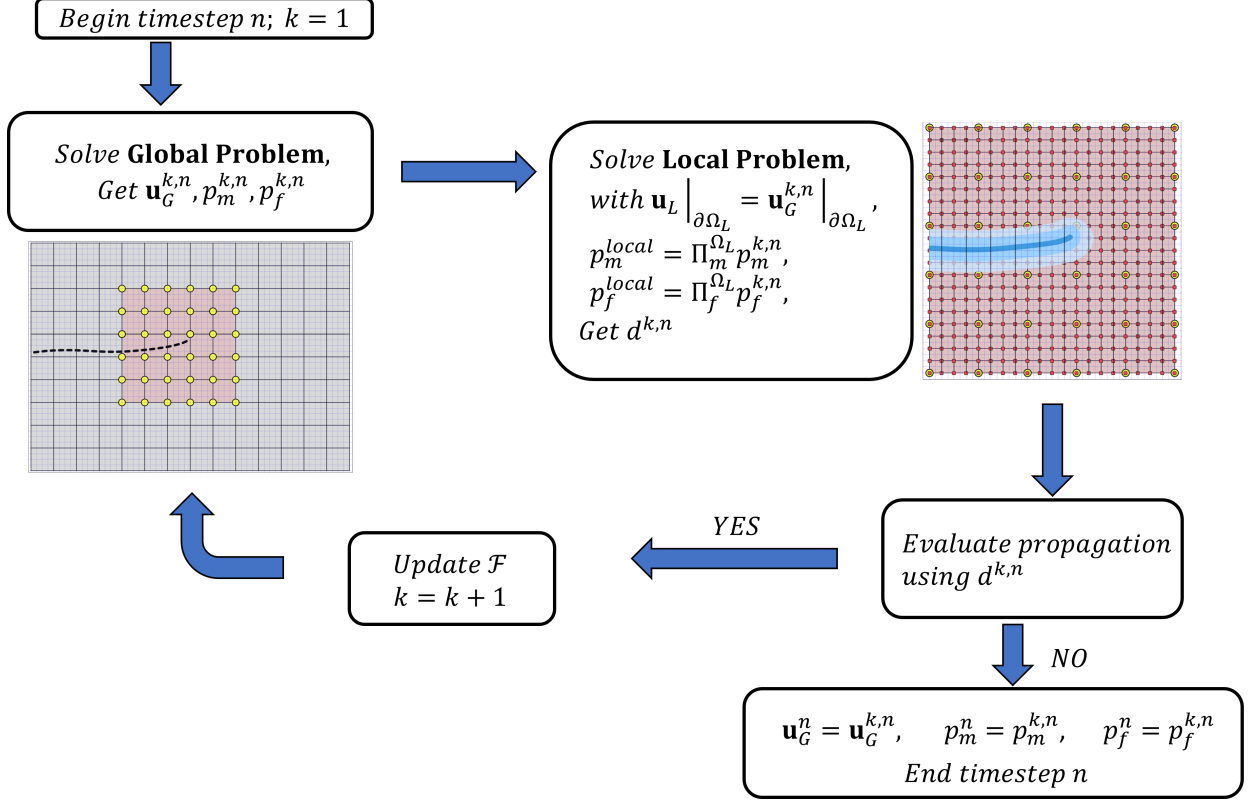 Begin timestep n; k = 1
Solve Global Problem,
Get 𝐮_G^{k,n}, p_m^{k,n}, p_f^{k,n}
Solve Local Problem,
with 𝐮_L |_{∂Ω_L} = 𝐮_G^{k,n} |_{∂Ω_L},
p_m^{local} = Π_m^{Ω_L} p_m^{k,n},
p_f^{local} = Π_f^{Ω_L} p_f^{k,n},
Get d^{k,n}
Evaluate propagation
using d^{k,n}
YES
Update ℱ
k = k + 1
NO
𝐮_G^n = 𝐮_G^{k,n}, p_m^n = p_m^{k,n}, p_f^n = p_f^{k,n}
End timestep n